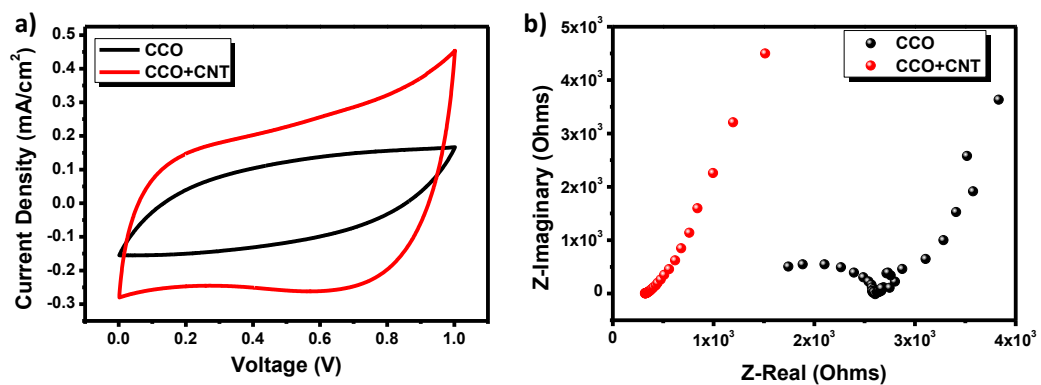 a)
CCO
CCO+CNT
0.5
0.4
0.3
0.2
0.1
0.0
-0.1
-0.2
-0.3
Current Density (mA/cm²)
0.0 0.2 0.4 0.6 0.8 1.0
Voltage (V)
b)
CCO
CCO+CNT
5x10³
4x10³
3x10³
2x10³
1x10³
0
Z-Imaginary (Ohms)
0 1x10³ 2x10³ 3x10³ 4x10³
Z-Real (Ohms)